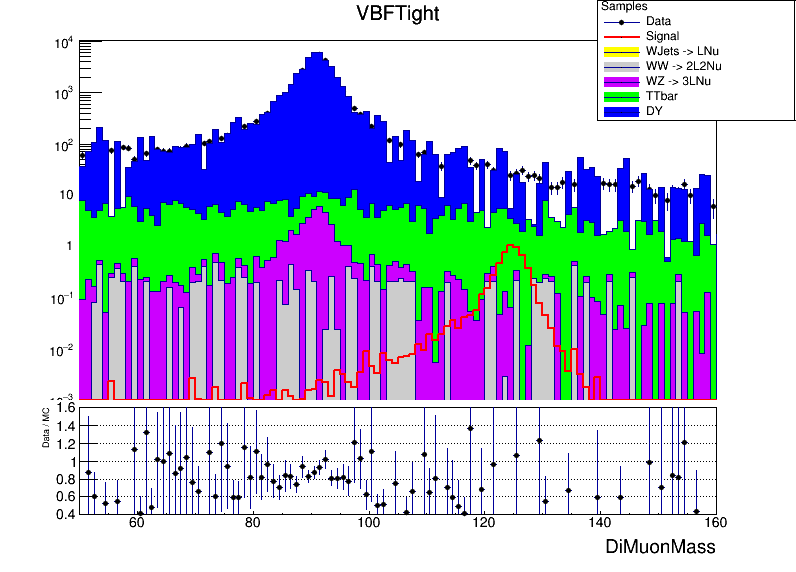 VBFTight
Samples
Data
Signal
WJets -> LNu
WW -> 2L2Nu
WZ -> 3LNu
TTbar
DY
10^4
10^3
10^2
10
1
10^-1
10^-2
1.6
1.4
1.2
1
0.8
0.6
0.4
Data / MC
60 80 100 120 140 160
DiMuonMass